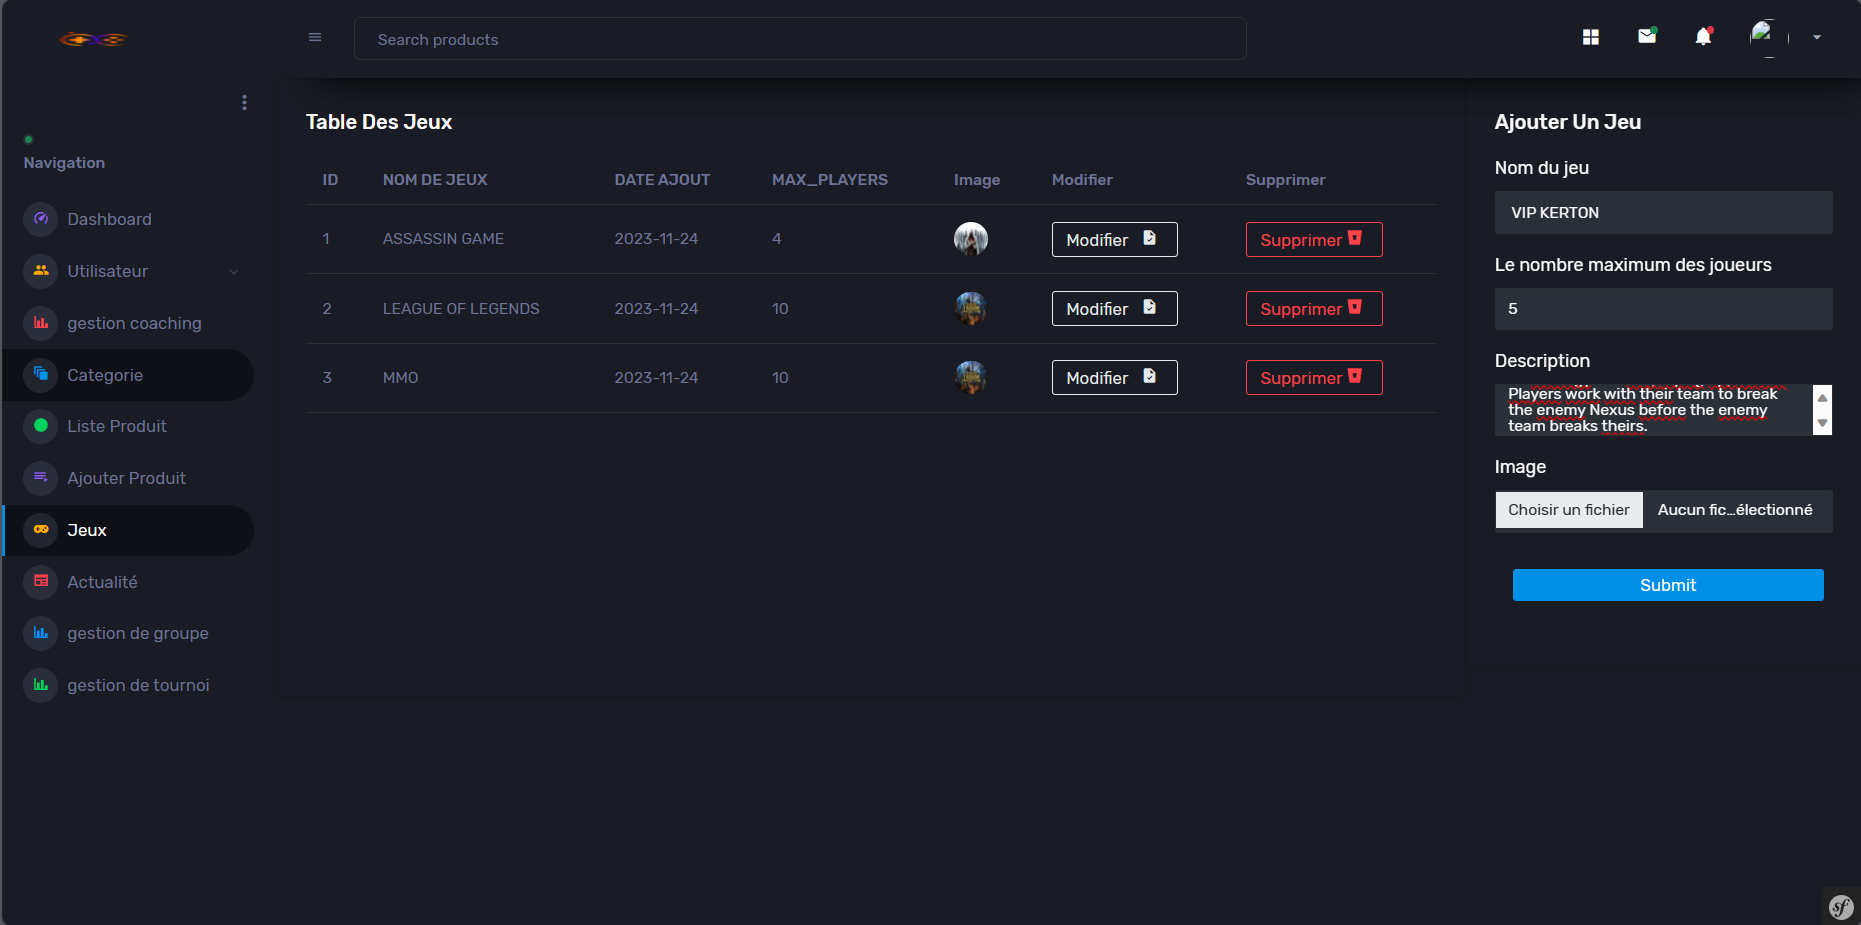 Search products
Navigation
Dashboard
Utilisateur
gestion coaching
Categorie
Liste Produit
Ajouter Produit
Jeux
Actualité
gestion de groupe
gestion de tournoi
Table Des Jeux
ID NOM DE JEUX DATE AJOUT MAX_PLAYERS Image Modifier Supprimer
1 ASSASSIN GAME 2023-11-24 4 Modifier Supprimer
2 LEAGUE OF LEGENDS 2023-11-24 10 Modifier Supprimer
3 MMO 2023-11-24 10 Modifier Supprimer
Ajouter Un Jeu
Nom du jeu
VIP KERTON
Le nombre maximum des joueurs
5
Description
Players work with their team to break
the enemy Nexus before the enemy
team breaks theirs.
Image
Choisir un fichier Aucun fic...électionné
Submit
sf